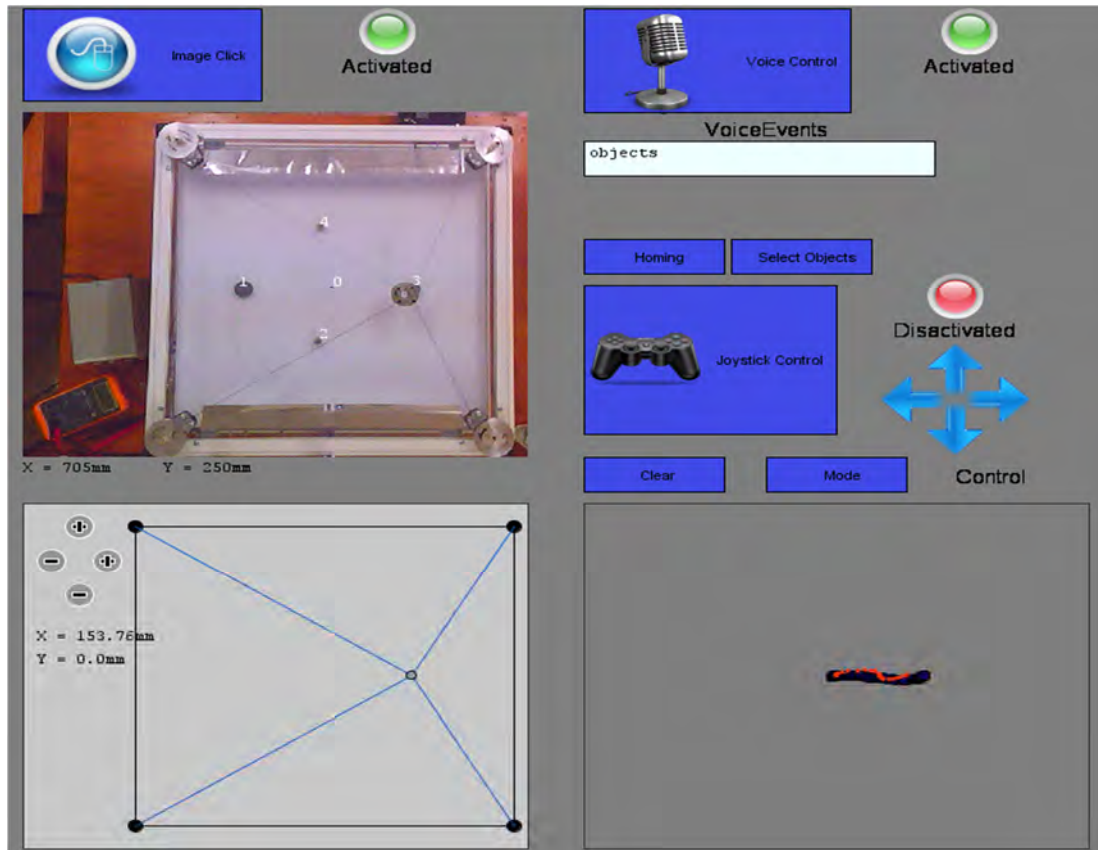 Image Click
Activated
Voice Control
Activated
VoiceEvents
objects
4
1
0
3
2
Homing
Select Objects
Disactivated
Joystick Control
X = 705mm Y = 250mm
Clear
Mode
Control
X = 153.76mm
Y = 0.0mm